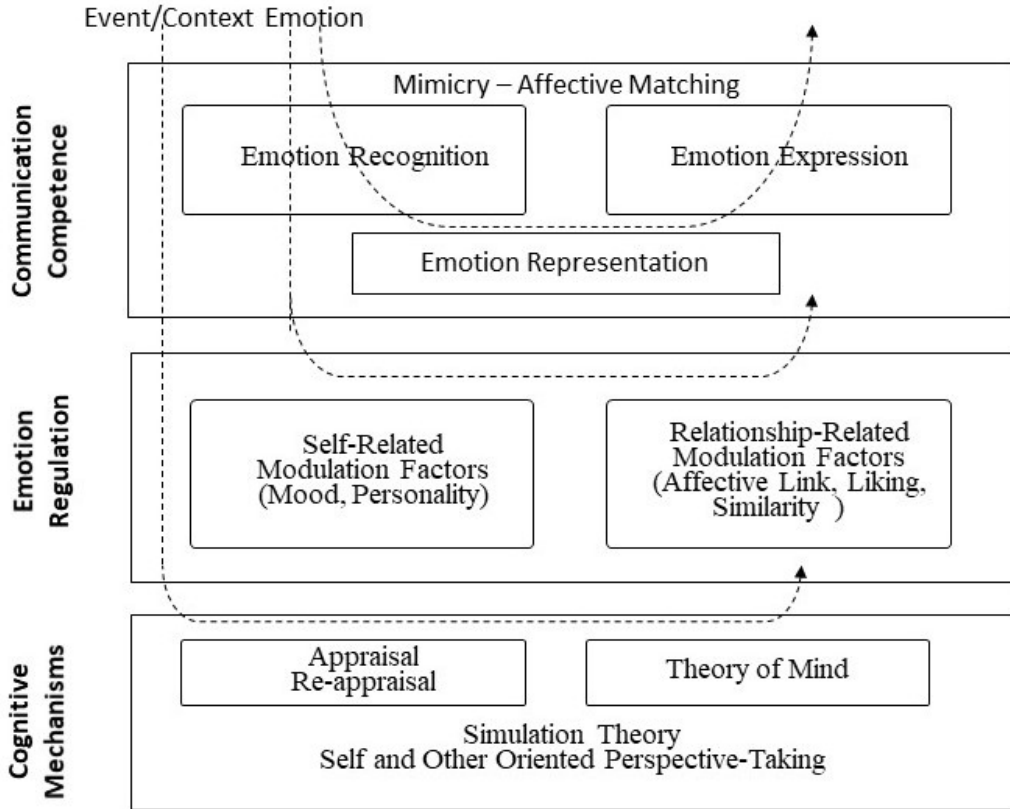 Event/Context Emotion
Communication
Competence
Mimicry – Affective Matching
Emotion Recognition
Emotion Expression
Emotion Representation
Emotion
Regulation
Self-Related
Modulation Factors
(Mood, Personality)
Relationship-Related
Modulation Factors
(Affective Link, Liking,
Similarity )
Cognitive
Mechanisms
Appraisal
Re-appraisal
Theory of Mind
Simulation Theory
Self and Other Oriented Perspective-Taking